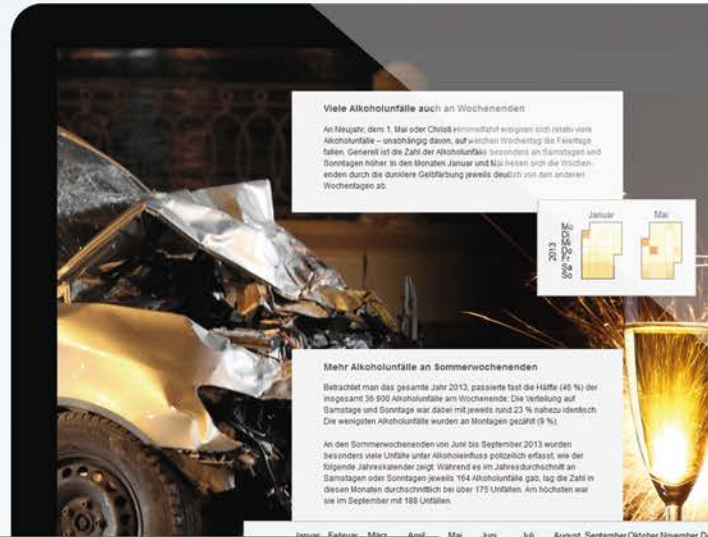 Viele Alkoholunfälle auch an Wochenenden
An Neujahr, dem 1. Mai oder Christi Himmelfahrt ereignen sich relativ viele
Alkoholunfälle – unabhängig davon, auf welchen Wochentag die Feiertage
fallen. Generell ist die Zahl der Alkoholunfälle besonders an Samstagen und
Sonntagen höher. In den Monaten Januar und Mai heben sich die Wochen-
enden durch die dunklere Gelbfärbung jeweils deutlich von den anderen
Wochentagen ab.
Januar Mai
2013
Mo
Di
Mi
Do
Fr
Sa
So
Mehr Alkoholunfälle an Sommerwochenenden
Betrachtet man das gesamte Jahr 2013, passierte fast die Hälfte (46 %) der
insgesamt 36 900 Alkoholunfälle am Wochenende: Die Verteilung auf
Samstage und Sonntage war dabei mit jeweils rund 23 % nahezu identisch.
Die wenigsten Alkoholunfälle wurden an Montagen gezählt (9 %).
An den Sommerwochenenden von Juni bis September 2013 wurden
besonders viele Unfälle unter Alkoholeinfluss polizeilich erfasst, wie der
folgende Jahreskalender zeigt. Während es im Jahresdurchschnitt an
Samstagen oder Sonntagen jeweils 164 Alkoholunfälle gab, lag die Zahl in
diesen Monaten durchschnittlich bei über 175 Unfällen. Am höchsten war
sie im September mit 188 Unfällen.
Januar Februar März April Mai Juni Juli August September Oktober November De